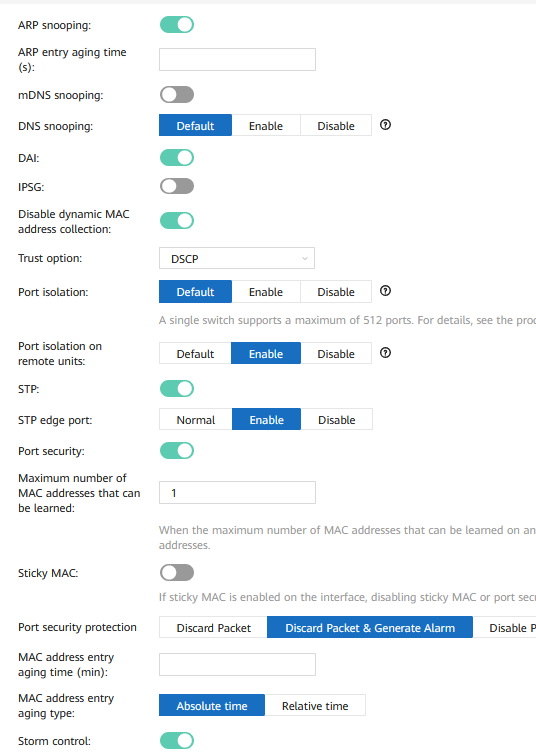 ARP snooping:
ARP entry aging time
(s):
mDNS snooping:
DNS snooping: Default Enable Disable ?
DAI:
IPSG:
Disable dynamic MAC
address collection:
Trust option: DSCP
Port isolation: Default Enable Disable ?
A single switch supports a maximum of 512 ports. For details, see the
Port isolation on
remote units: Default Enable Disable ?
STP:
STP edge port: Normal Enable Disable
Port security:
Maximum number of
MAC addresses that can
be learned: 1
When the maximum number of MAC addresses that can be learned on an
addresses.
Sticky MAC:
If sticky MAC is enabled on the interface, disabling sticky MAC or port
Port security protection Discard Packet Discard Packet & Generate Alarm Disable
MAC address entry
aging time (min):
MAC address entry
aging type: Absolute time Relative time
Storm control: